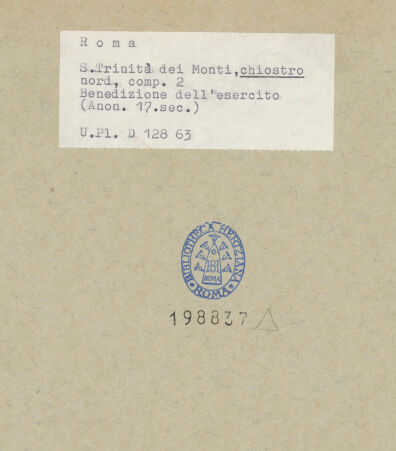 R o m a
S.Trinità dei Monti,chiostro
nord, comp. 2
Benedizione dell'esercito
(Anon. 17.sec.)
U.Pl. D 128 63
BIBLIOTHECA HERTZIANA
ROMA
ROMA
198837